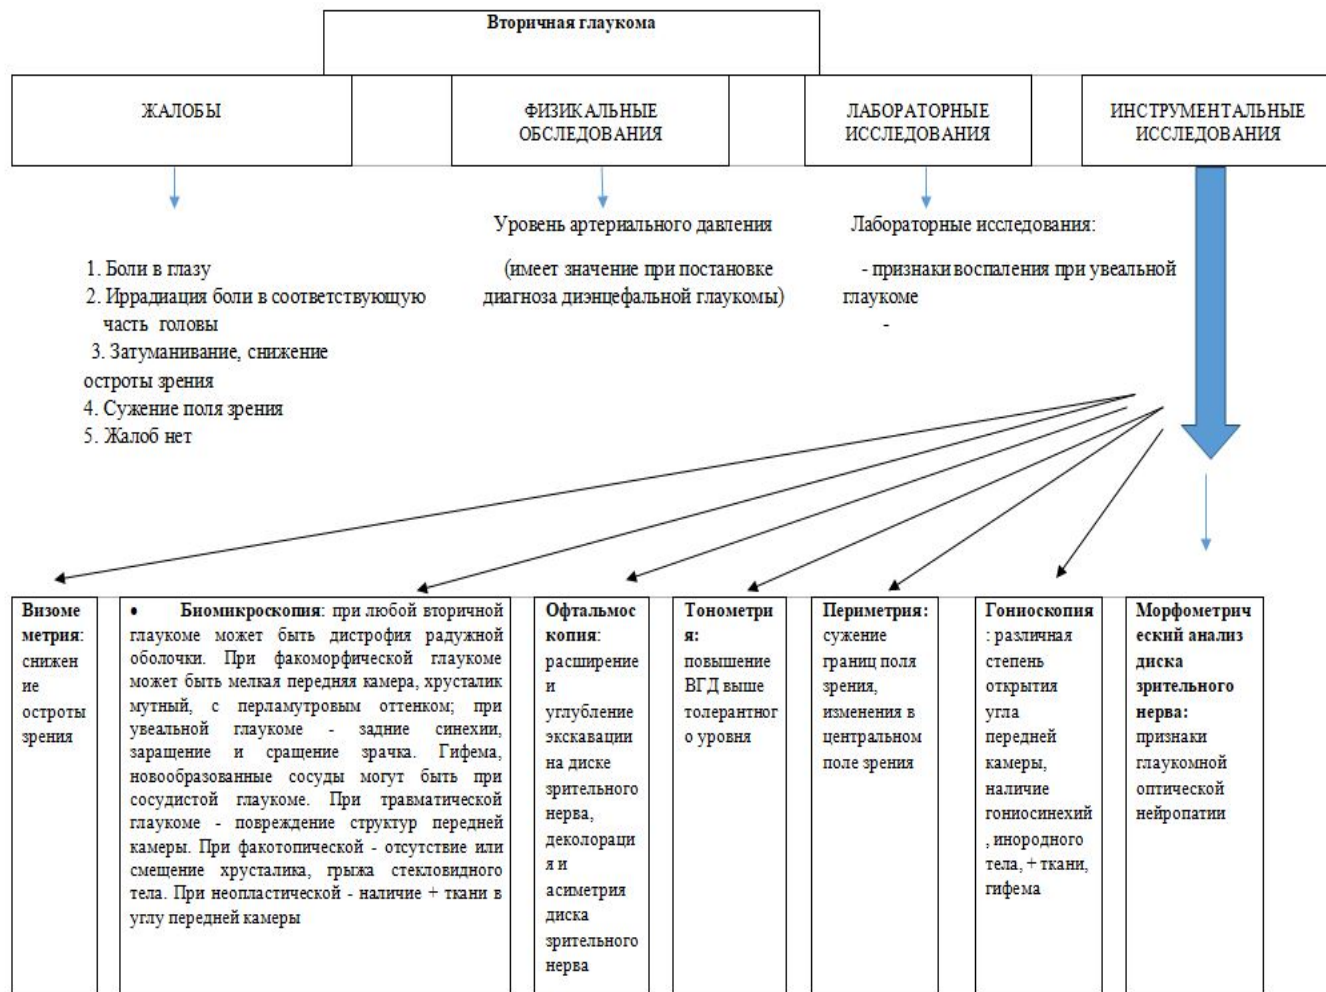 Вторичная глаукома
ЖАЛОБЫ
ФИЗИКАЛЬНЫЕ
ОБСЛЕДОВАНИЯ
ЛАБОРАТОРНЫЕ
ИССЛЕДОВАНИЯ
ИНСТРУМЕНТАЛЬНЫЕ
ИССЛЕДОВАНИЯ
1. Боли в глазу
2. Иррадиация боли в соответствующую
часть головы
3. Затуманивание, снижение
остроты зрения
4. Сужение поля зрения
5. Жалоб нет
Уровень артериального давления
(имеет значение при постановке
диагноза диэнцефальной глаукомы)
Лабораторные исследования:
- признаки воспаления при увеальной
глаукоме
-
Визоме
метрия:
снижен
ие
остроты
зрения
• Биомикроскопия: при любой вторичной
глаукоме может быть дистрофия радужной
оболочки. При факоморфической глаукоме
может быть мелкая передняя камера, хрусталик
мутный, с перламутровым оттенком; при
увеальной глаукоме - задние синехии,
заращение и сращение зрачка. Гифема,
новообразованные сосуды могут быть при
сосудистой глаукоме. При травматической
глаукоме - повреждение структур передней
камеры. При факотопической - отсутствие или
смещение хрусталика, грыжа стекловидного
тела. При неопластической - наличие + ткани в
углу передней камеры
Офтальмос
копия:
расширение
и
углубление
экскавации
на диске
зрительного
нерва,
деколораци
я и
асиметрия
диска
зрительного
нерва
Тонометри
я:
повышение
ВГД выше
толерантног
о уровня
Периметрия:
сужение
границ поля
зрения,
изменения в
центральном
поле зрения
Гониоскопия
: различная
степень
открытия
угла
передней
камеры,
наличие
гониосинехий
, инородного
тела, + ткани,
гифема
Морфометрич
еский анализ
диска
зрительного
нерва:
признаки
глаукомной
оптической
нейропатии